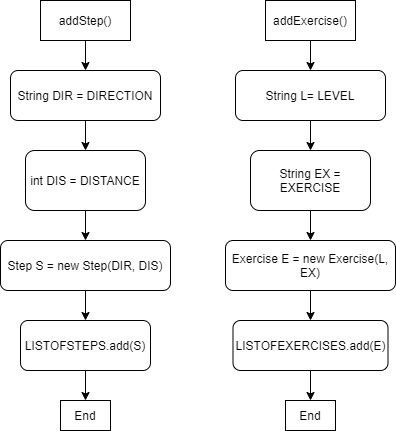 addStep()
String DIR = DIRECTION
int DIS = DISTANCE
Step S = new Step(DIR, DIS)
LISTOFSTEPS.add(S)
End
addExercise()
String L= LEVEL
String EX =
EXERCISE
Exercise E = new Exercise(L,
EX)
LISTOFEXERCISES.add(E)
End